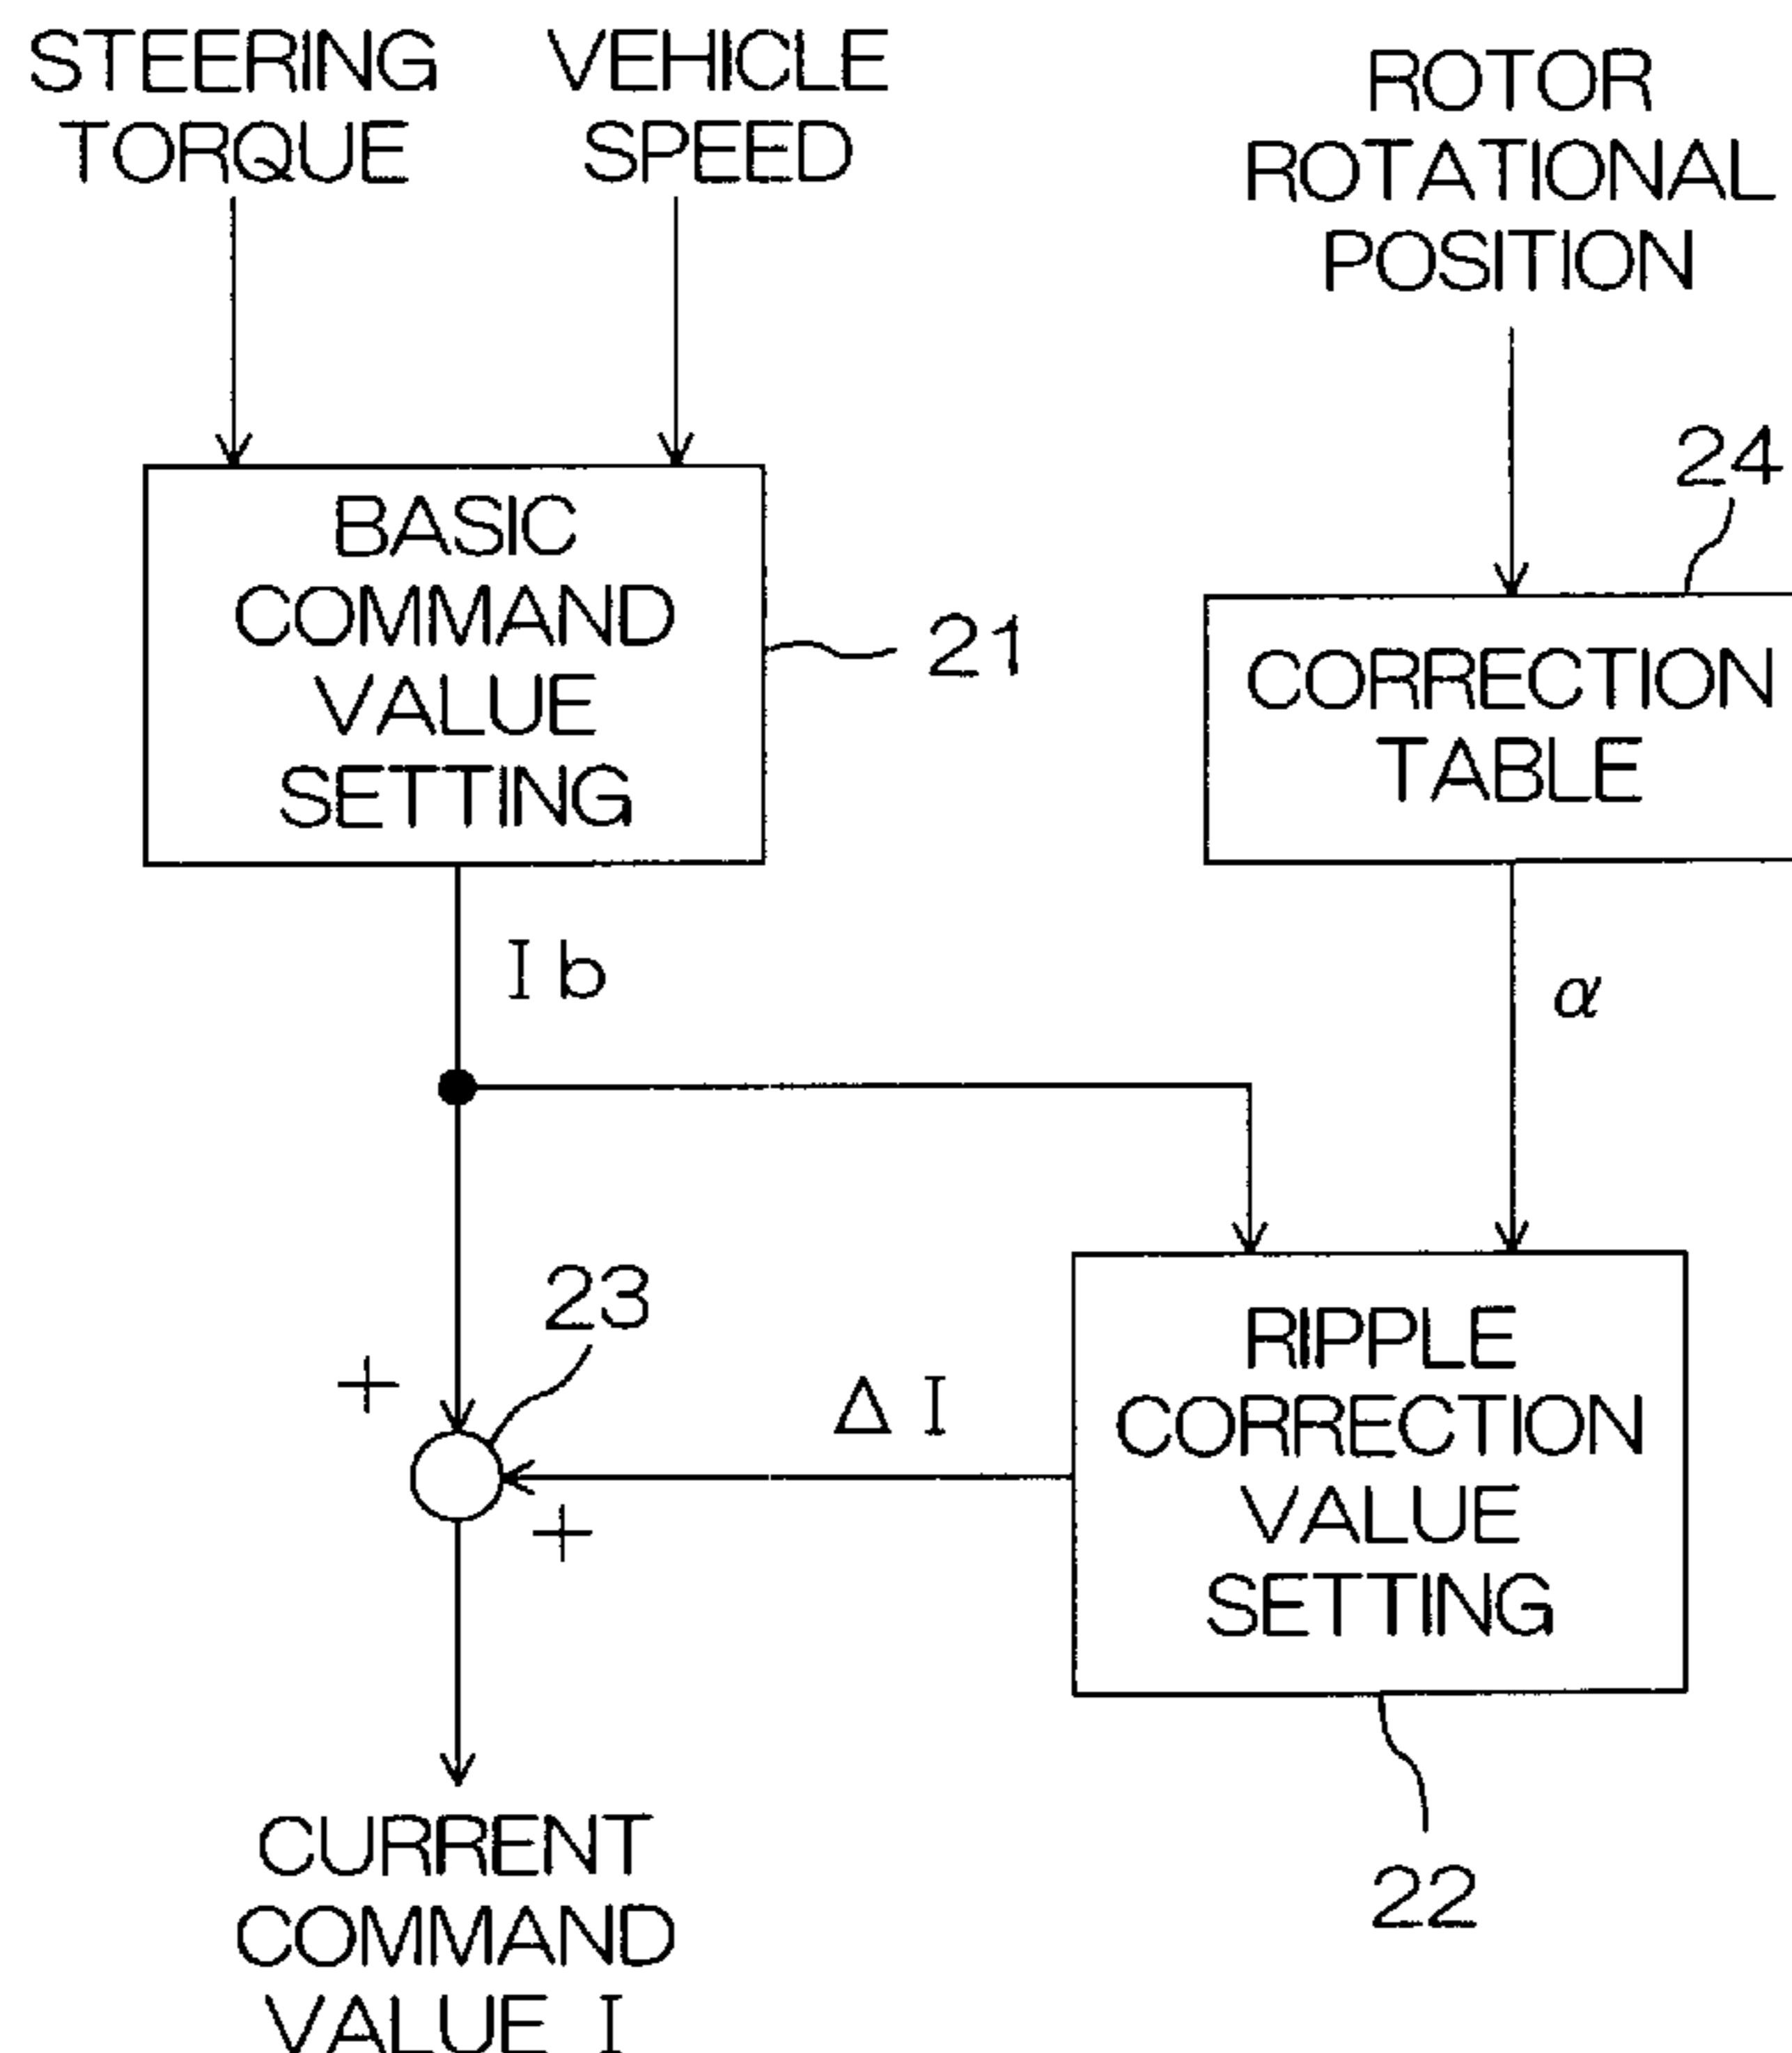 STEERING
TORQUE
VEHICLE
SPEED
ROTOR
ROTATIONAL
POSITION
24
BASIC
COMMAND
VALUE
SETTING
21
CORRECTION
TABLE
Ib
α
23
+
ΔI
+
RIPPLE
CORRECTION
VALUE
SETTING
22
CURRENT
COMMAND
VALUE I